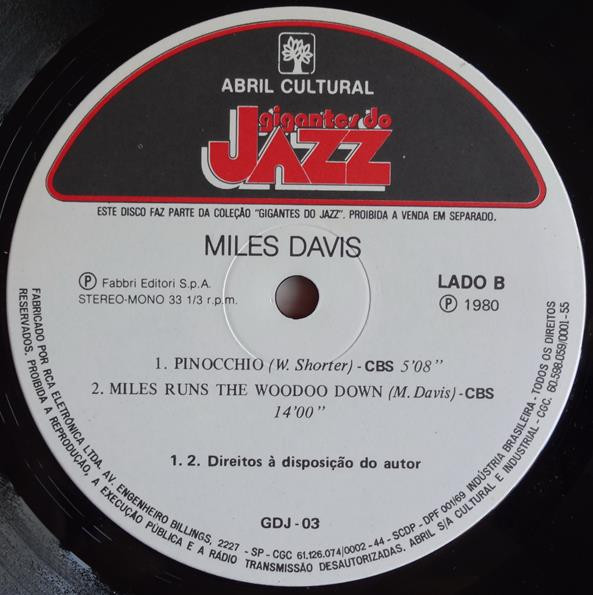 ABRIL CULTURAL
gigantes do
JAZZ
ESTE DISCO FAZ PARTE DA COLEÇÃO "GIGANTES DO JAZZ". PROIBIDA A VENDA EM SEPARADO.
MILES DAVIS
Ⓟ Fabbri Editori S.p.A.
STEREO-MONO 33 1/3 r.p.m.
LADO B
Ⓟ 1980
1. PINOCCHIO (W. Shorter) - CBS 5'08"
2. MILES RUNS THE WOODOO DOWN (M. Davis) - CBS
14'00"
1. 2. Direitos à disposição do autor
GDJ - 03
FABRICADO POR RCA ELETRÔNICA LTDA. AV. ENGENHEIRO BILLINGS, 2227 - SP - CGC 61.126.074/0002 - 44 - SCDP - DPF 001/69 INDÚSTRIA BRASILEIRA - TODOS OS DIREITOS
RESERVADOS. PROIBIDA A REPRODUÇÃO, A EXECUÇÃO PÚBLICA E A RÁDIO TRANSMISSÃO DESAUTORIZADAS. ABRIL S/A CULTURAL E INDUSTRIAL - CGC. 60.598.059/0001-55